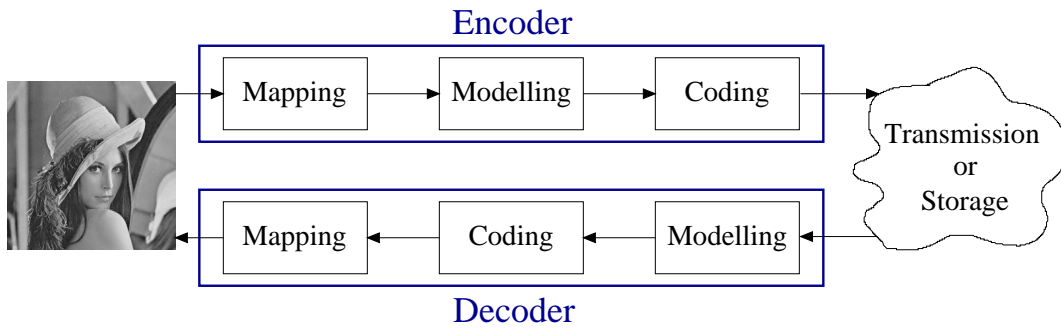 Encoder
Mapping
Modelling
Coding
Transmission
or
Storage
Mapping
Coding
Modelling
Decoder